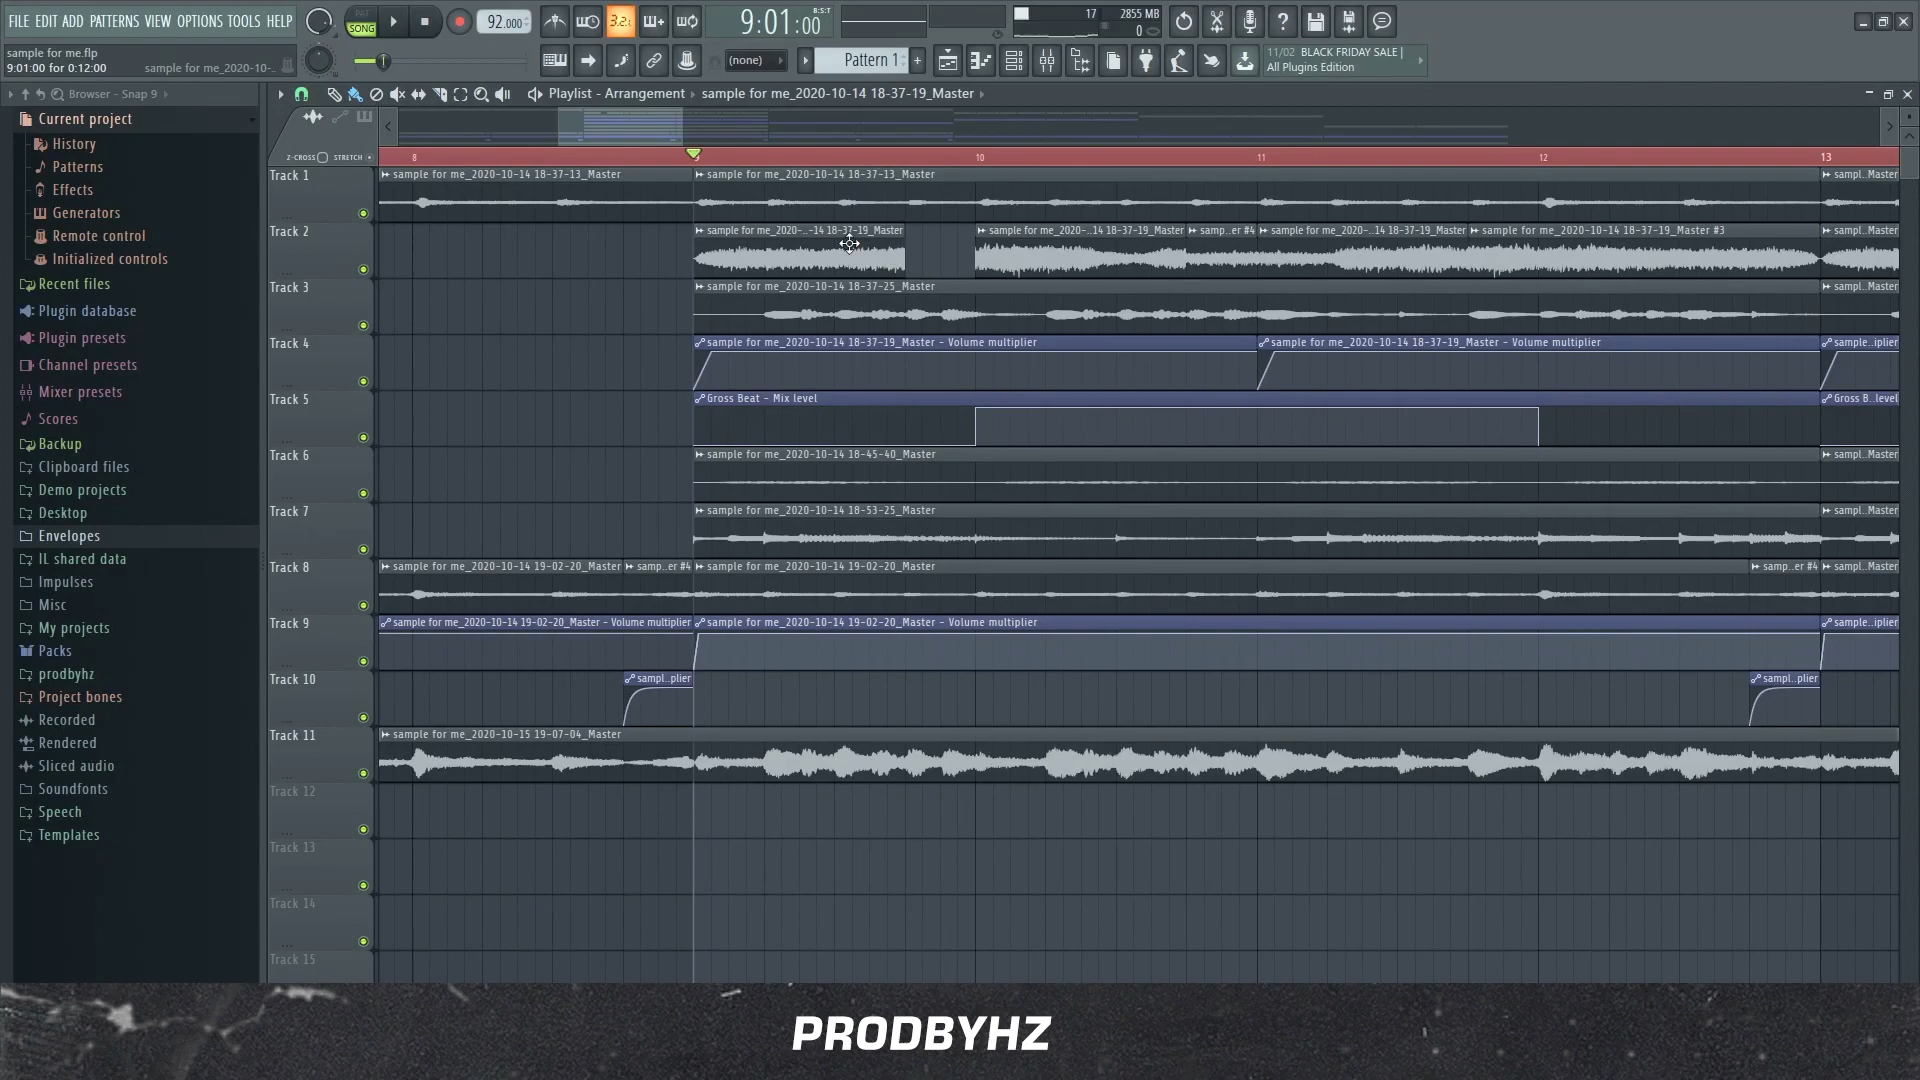 FILE EDIT ADD PATTERNS VIEW OPTIONS TOOLS HELP
PAT
SONG
92.000
3.2.
9:01:00
B:S:T
17
2855 MB
0
sample for me.flp
9:01:00 for 0:12:00
sample for me_2020-10-..
(none)
Pattern 1
+
11/02 BLACK FRIDAY SALE |
All Plugins Edition
Browser - Snap 9
Playlist - Arrangement
sample for me_2020-10-14 18-37-19_Master
Current project
History
Patterns
Effects
Generators
Remote control
Initialized controls
Recent files
Plugin database
Plugin presets
Channel presets
Mixer presets
Scores
Backup
Clipboard files
Demo projects
Desktop
Envelopes
IL shared data
Impulses
Misc
My projects
Packs
prodbyhz
Project bones
Recorded
Rendered
Sliced audio
Soundfonts
Speech
Templates
Z-CROSS
STRETCH
8
9
10
11
12
13
Track 1
sample for me_2020-10-14 18-37-13_Master
sample for me_2020-10-14 18-37-13_Master
sampl..Master
Track 2
sample for me_2020-..-14 18-37-19_Master
sample for me_2020-..14 18-37-19_Master
samp..er #4
sample for me_2020-..14 18-37-19_Master
sample for me_2020-10-14 18-37-19_Master #3
sampl..Master
Track 3
sample for me_2020-10-14 18-37-25_Master
sampl..Master
Track 4
sample for me_2020-10-14 18-37-19_Master - Volume multiplier
sample for me_2020-10-14 18-37-19_Master - Volume multiplier
sample..iplier
Track 5
Gross Beat - Mix level
Gross B..level
Track 6
sample for me_2020-10-14 18-45-40_Master
sampl..Master
Track 7
sample for me_2020-10-14 18-53-25_Master
sampl..Master
Track 8
sample for me_2020-10-14 19-02-20_Master
samp..er #4
sample for me_2020-10-14 19-02-20_Master
samp..er #4
sampl..Master
Track 9
sample for me_2020-10-14 19-02-20_Master - Volume multiplier
sample for me_2020-10-14 19-02-20_Master - Volume multiplier
sample..iplier
Track 10
sampl..plier
sampl..plier
Track 11
sample for me_2020-10-15 19-07-04_Master
Track 12
Track 13
Track 14
Track 15
PRODBYHZ